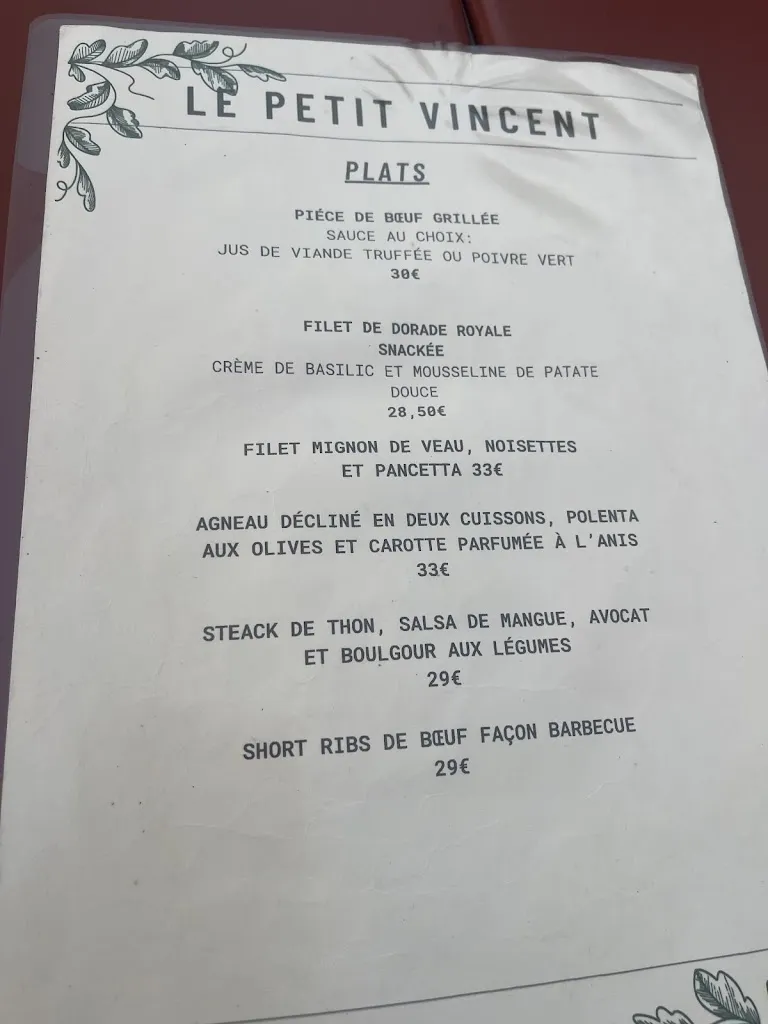 LE PETIT VINCENT
PLATS
PIÉCE DE BŒUF GRILLÉE
SAUCE AU CHOIX:
JUS DE VIANDE TRUFFÉE OU POIVRE VERT
30€
FILET DE DORADE ROYALE
SNACKÉE
CRÈME DE BASILIC ET MOUSSELINE DE PATATE
DOUCE
28,50€
FILET MIGNON DE VEAU, NOISETTES
ET PANCETTA 33€
AGNEAU DÉCLINÉ EN DEUX CUISSONS, POLENTA
AUX OLIVES ET CAROTTE PARFUMÉE À L'ANIS
33€
STEACK DE THON, SALSA DE MANGUE, AVOCAT
ET BOULGOUR AUX LÉGUMES
29€
SHORT RIBS DE BŒUF FAÇON BARBECUE
29€